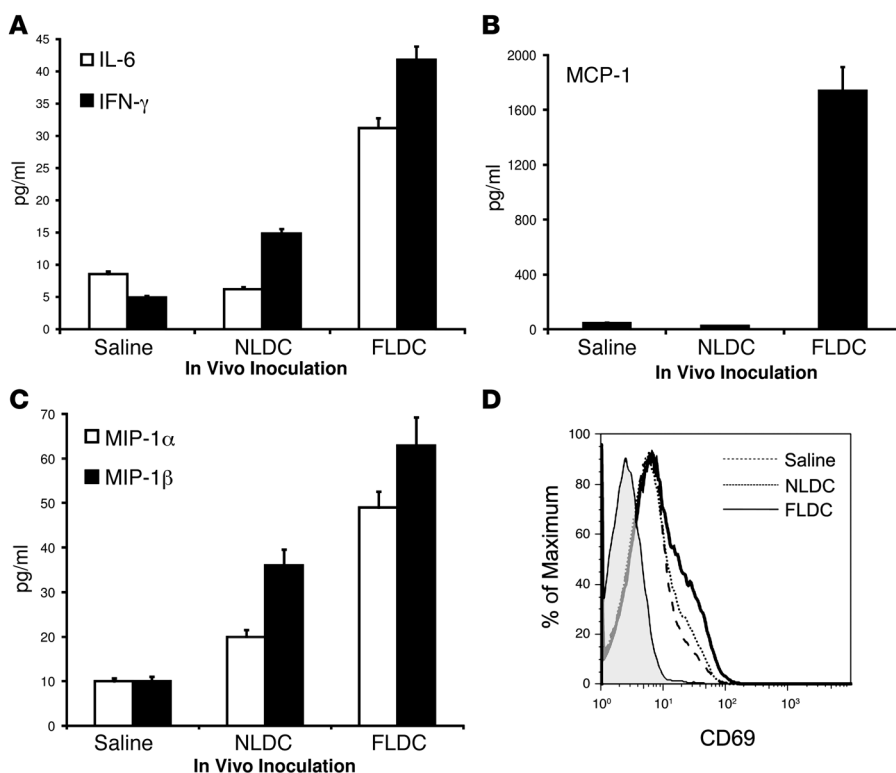 A
45
40
35
30
25
20
15
10
5
0
pg/ml
IL-6
IFN-γ
Saline NLDC FLDC
In Vivo Inoculation
B
2000
1600
1200
800
400
0
pg/ml
MCP-1
Saline NLDC FLDC
In Vivo Inoculation
C
70
60
50
40
30
20
10
0
pg/ml
MIP-1α
MIP-1β
Saline NLDC FLDC
In Vivo Inoculation
D
100
80
60
40
20
0
% of Maximum
Saline
NLDC
FLDC
10⁰ 10¹ 10² 10³
CD69